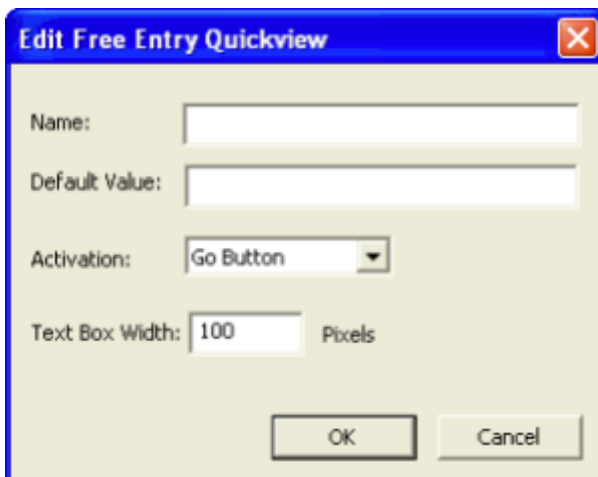 Edit Free Entry Quickview
Name:
Default Value:
Activation: Go Button
Text Box Width: 100 Pixels
OK Cancel